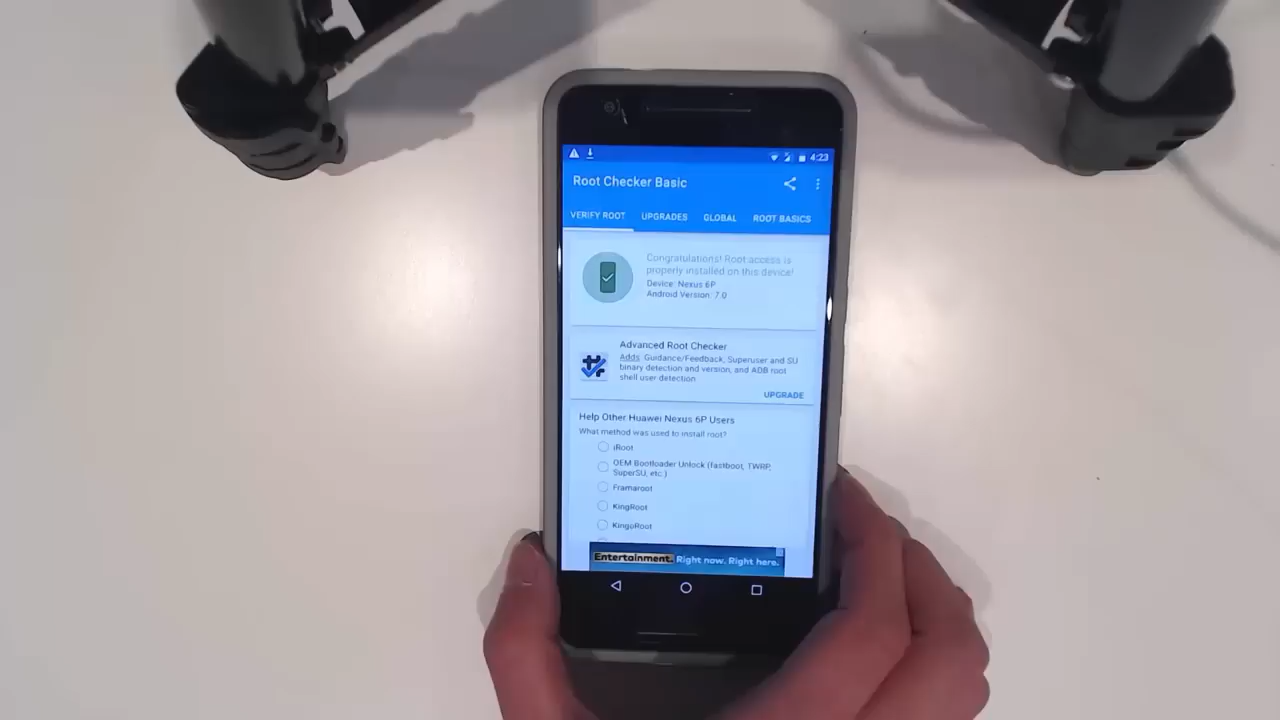 4:23
Root Checker Basic
VERIFY ROOT UPGRADES GLOBAL ROOT BASICS
Congratulations! Root access is
properly installed on this device!
Device: Nexus 6P
Android Version: 7.0
Advanced Root Checker
Adds: Guidance/Feedback, Superuser and SU
binary detection and version, and ADB root
shell user detection
UPGRADE
Help Other Huawei Nexus 6P Users
What method was used to install root?
iRoot
OEM Bootloader Unlock (fastboot, TWRP,
SuperSU, etc.)
Framaroot
KingRoot
KingoRoot
Entertainment. Right now. Right here.